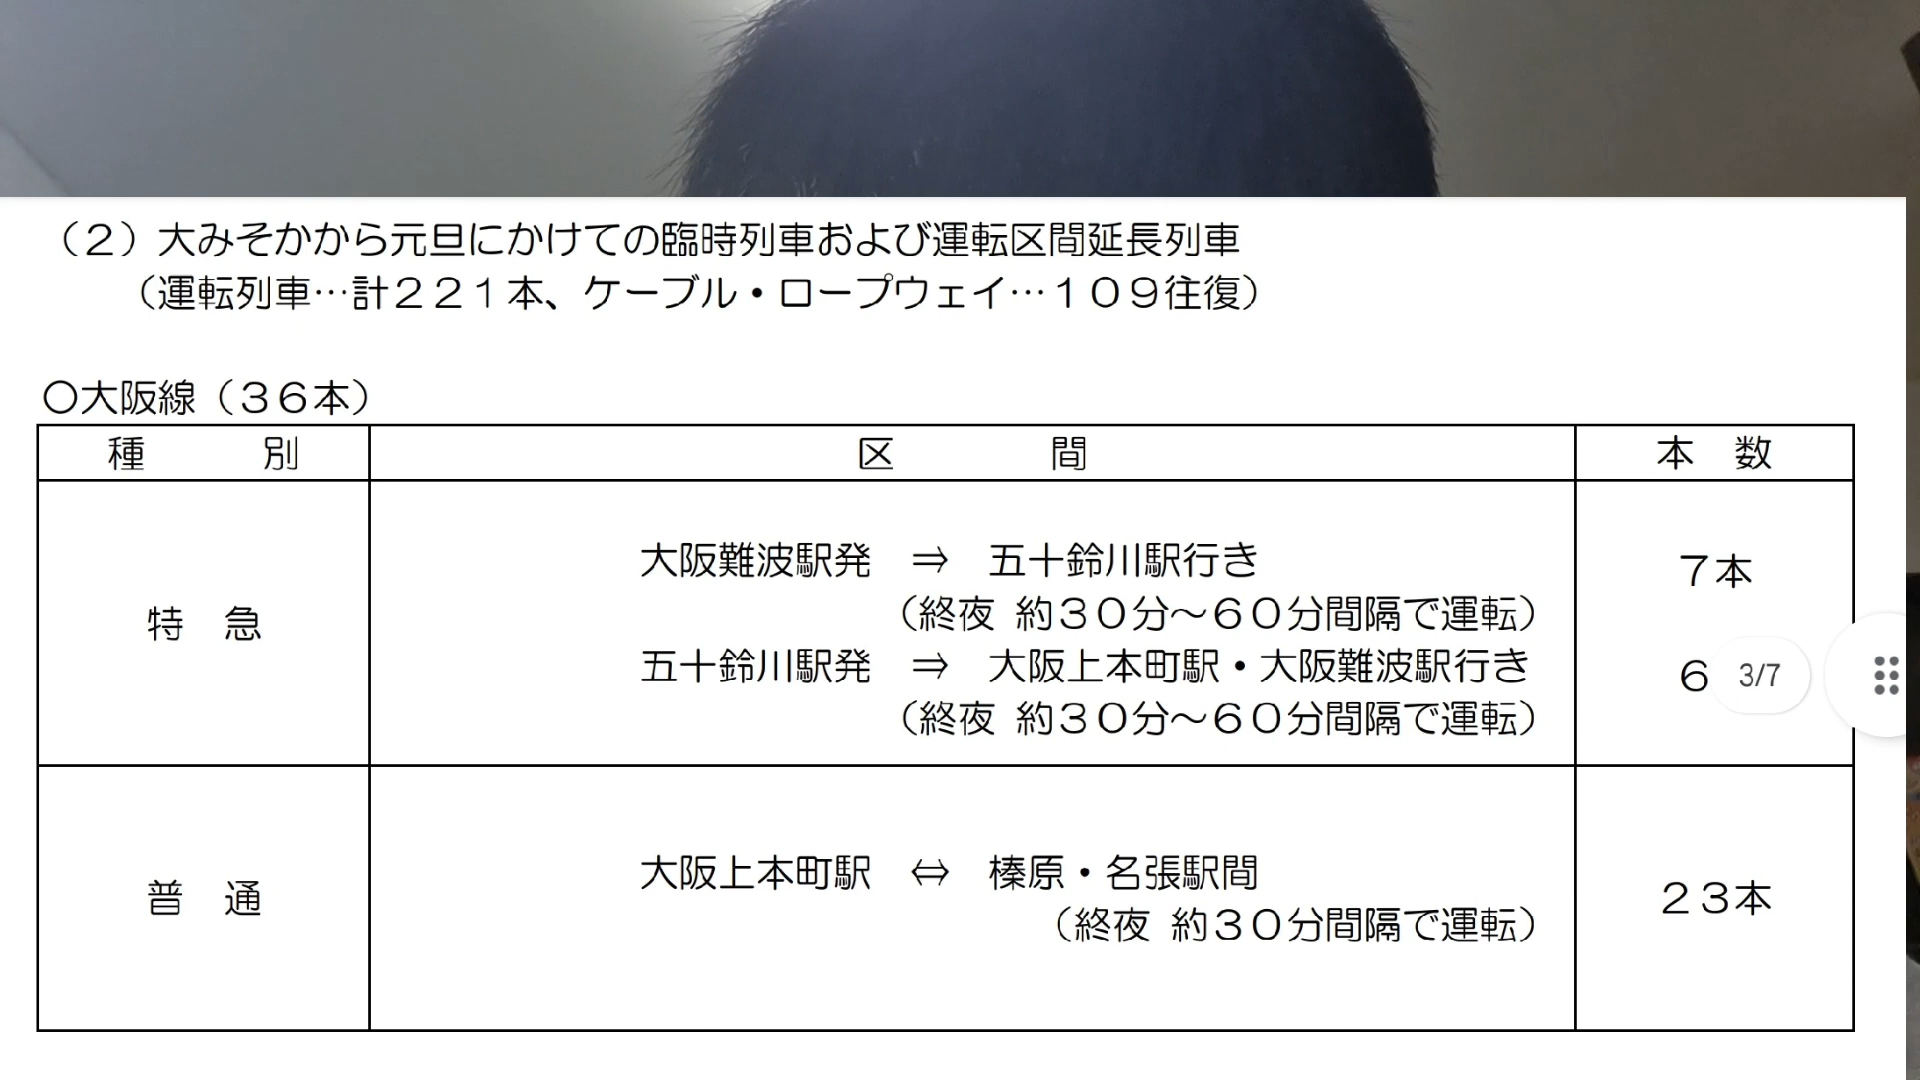 （２）大みそかから元旦にかけての臨時列車および運転区間延長列車
（運転列車…計２２１本、ケーブル・ロープウェイ…１０９往復）
〇大阪線（３６本）
種　別　区　間　本　数
大阪難波駅発　⇒　五十鈴川駅行き　７本
（終夜 約３０分～６０分間隔で運転）
特　急
五十鈴川駅発　⇒　大阪上本町駅・大阪難波駅行き　６
3/7
（終夜 約３０分～６０分間隔で運転）
普　通
大阪上本町駅　⇔　榛原・名張駅間　２３本
（終夜 約３０分間隔で運転）